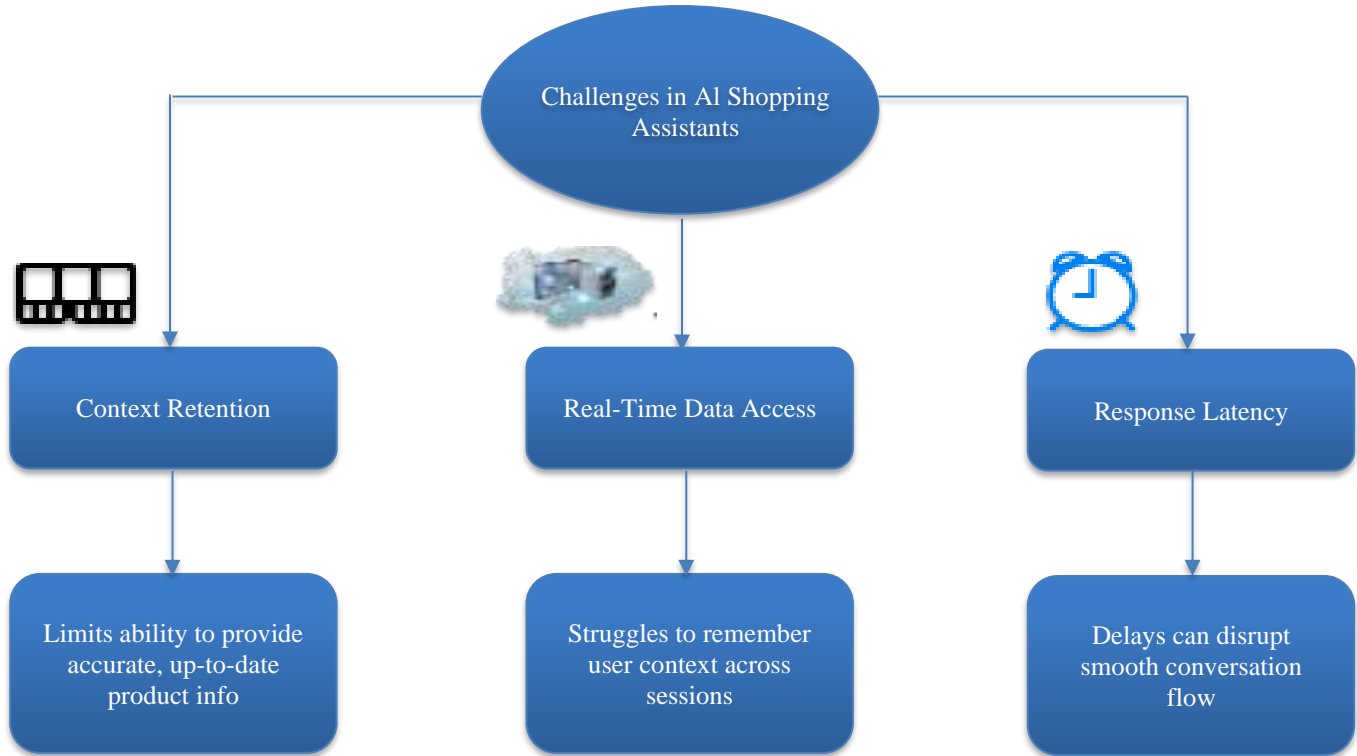 Challenges in Al Shopping
Assistants
Context Retention
Real-Time Data Access
Response Latency
Limits ability to provide
accurate, up-to-date
product info
Struggles to remember
user context across
sessions
Delays can disrupt
smooth conversation
flow